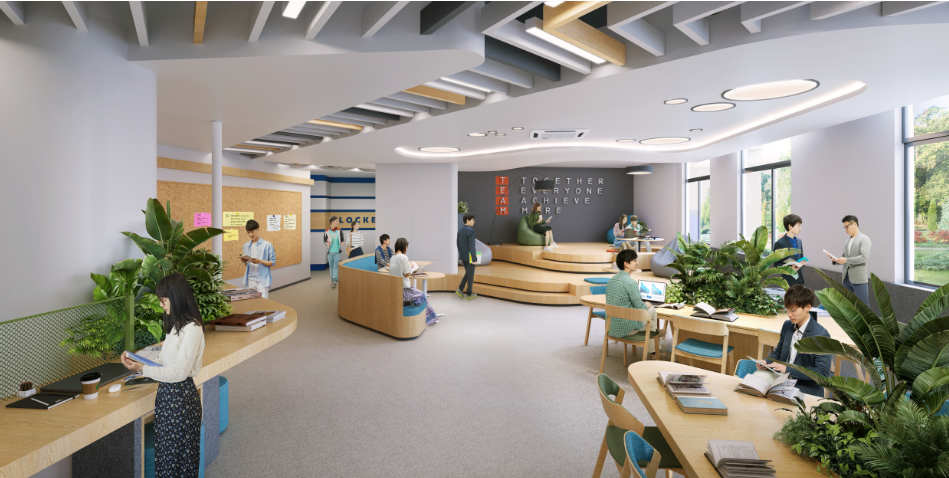 LOCKE
TOGETHER
EVERYONE
ACHIEVE
MORE
TEAM